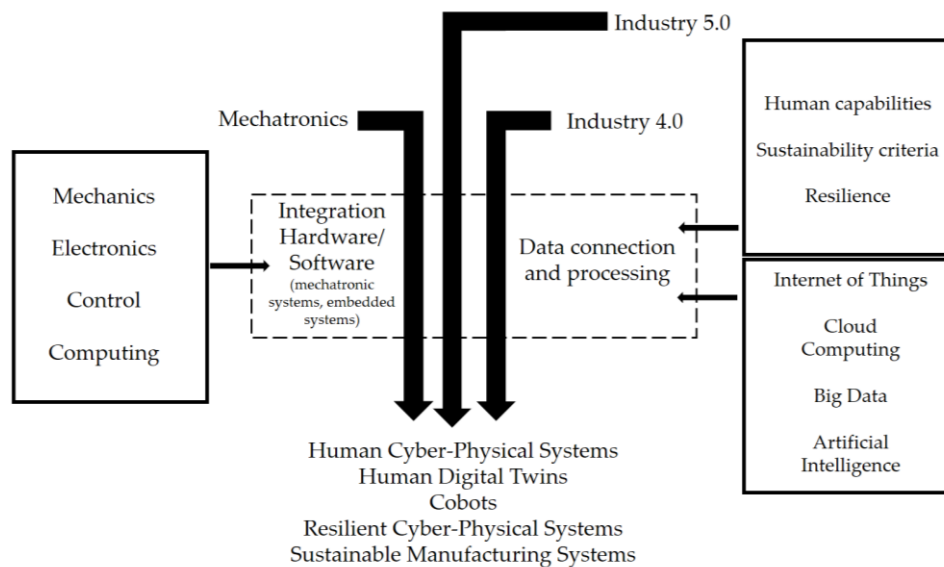 Industry 5.0
Mechatronics
Industry 4.0
Mechanics
Electronics
Control
Computing
Integration
Hardware/
Software
(mechatronic
systems, embedded
systems)
Data connection
and processing
Human capabilities
Sustainability criteria
Resilience
Internet of Things
Cloud
Computing
Big Data
Artificial
Intelligence
Human Cyber-Physical Systems
Human Digital Twins
Cobots
Resilient Cyber-Physical Systems
Sustainable Manufacturing Systems